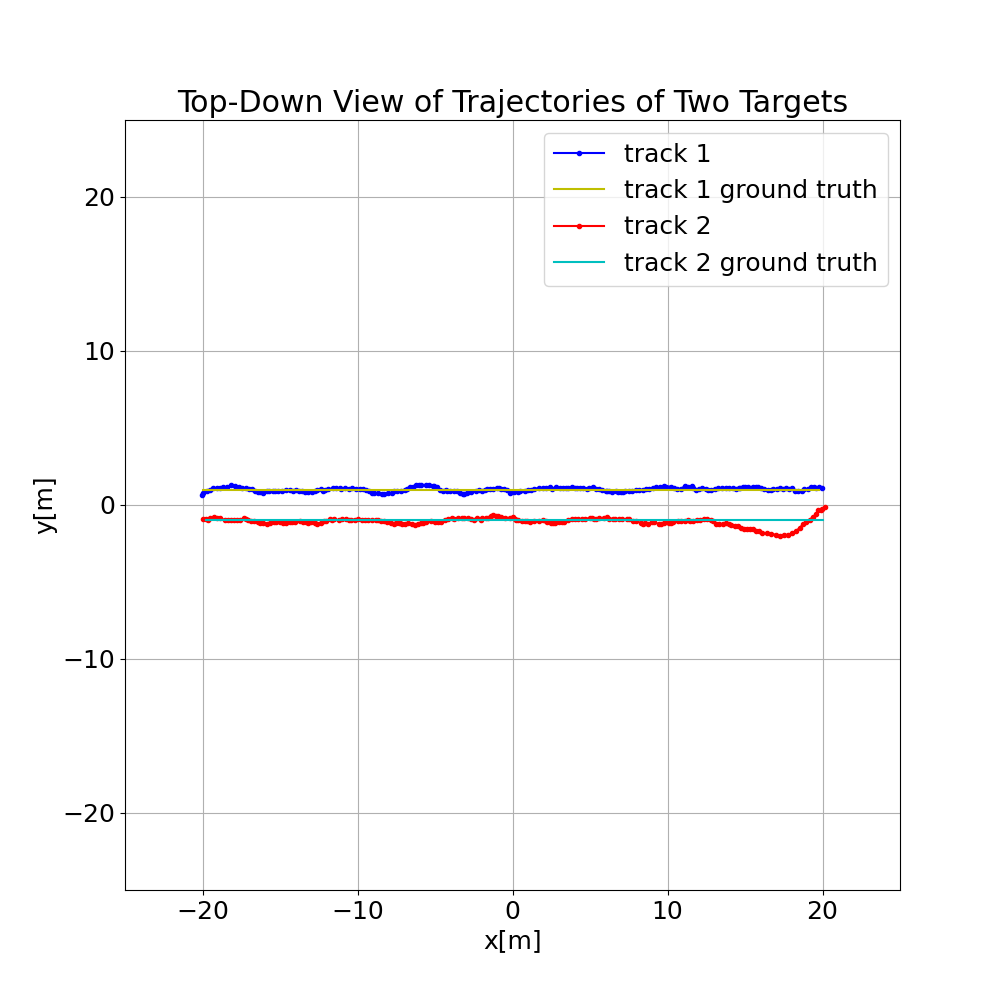 Top-Down View of Trajectories of Two Targets
track 1
track 1 ground truth
track 2
track 2 ground truth
20
10
0
−10
−20
y[m]
−20 −10 0 10 20
x[m]